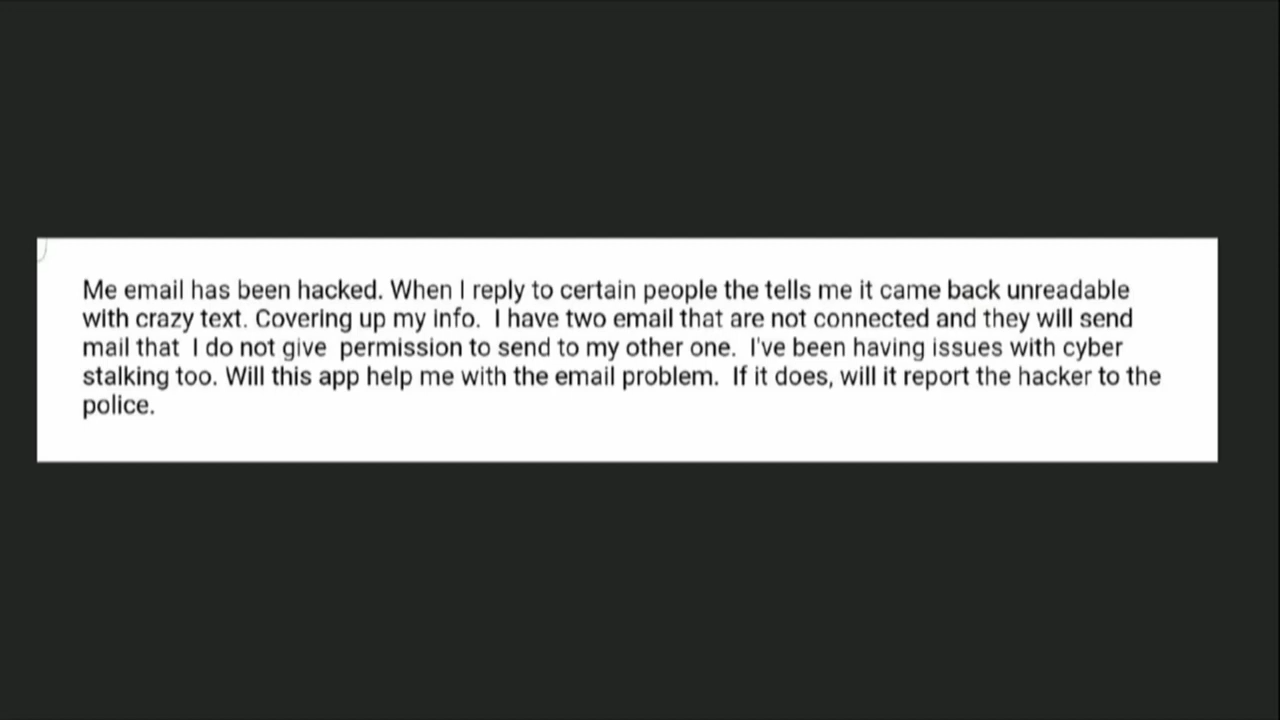 Me email has been hacked. When I reply to certain people the tells me it came back unreadable
with crazy text. Covering up my info.  I have two email that are not connected and they will send
mail that  I do not give  permission to send to my other one.  I've been having issues with cyber
stalking too. Will this app help me with the email problem.  If it does, will it report the hacker to the
police.